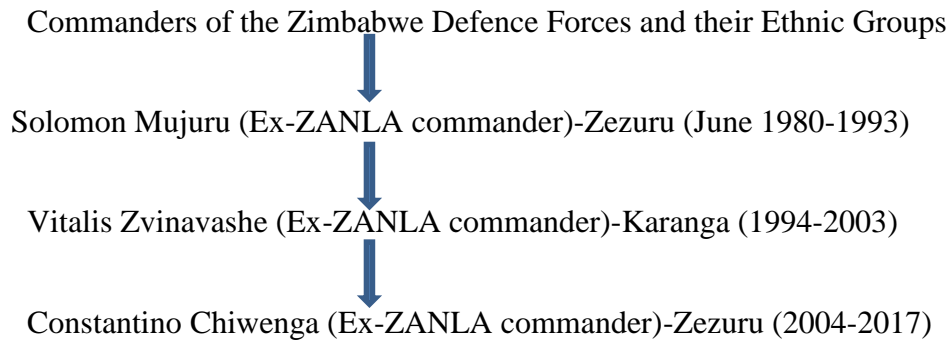 Commanders of the Zimbabwe Defence Forces and their Ethnic Groups
Solomon Mujuru (Ex-ZANLA commander)-Zezuru (June 1980-1993)
Vitalis Zvinavashe (Ex-ZANLA commander)-Karanga (1994-2003)
Constantino Chiwenga (Ex-ZANLA commander)-Zezuru (2004-2017)